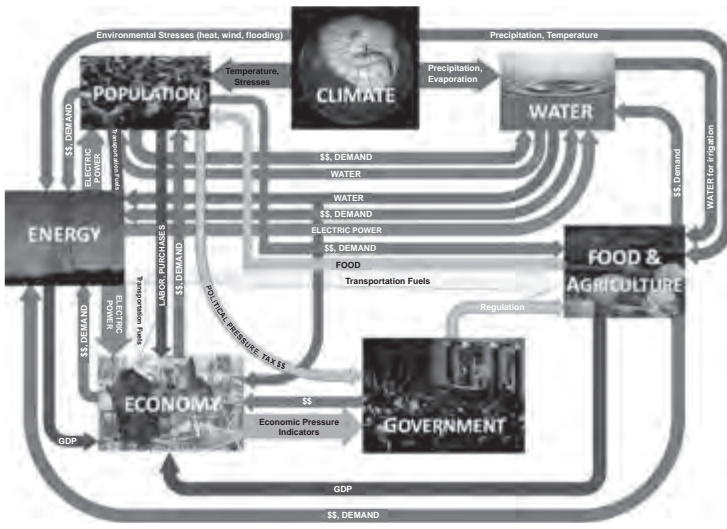 Environmental Stresses (heat, wind, flooding)
Precipitation, Temperature
Temperature,
Stresses
Precipitation,
Evaporation
POPULATION
CLIMATE
WATER
$$, DEMAND
ELECTRIC
POWER
Transportation Fuels
$$, DEMAND
WATER
$$, Demand
WATER for irrigation
WATER
$$, DEMAND
ELECTRIC POWER
ENERGY
LABOR, PURCHASES
$$, DEMAND
$$, DEMAND
FOOD
Transportation Fuels
FOOD &
AGRICULTURE
Regulation
$$, DEMAND
ELECTRIC
POWER
Transportation Fuels
POLITICAL PRESSURE, TAX $$
ECONOMY
$$
Economic Pressure
Indicators
GOVERNMENT
GDP
GDP
$$, DEMAND